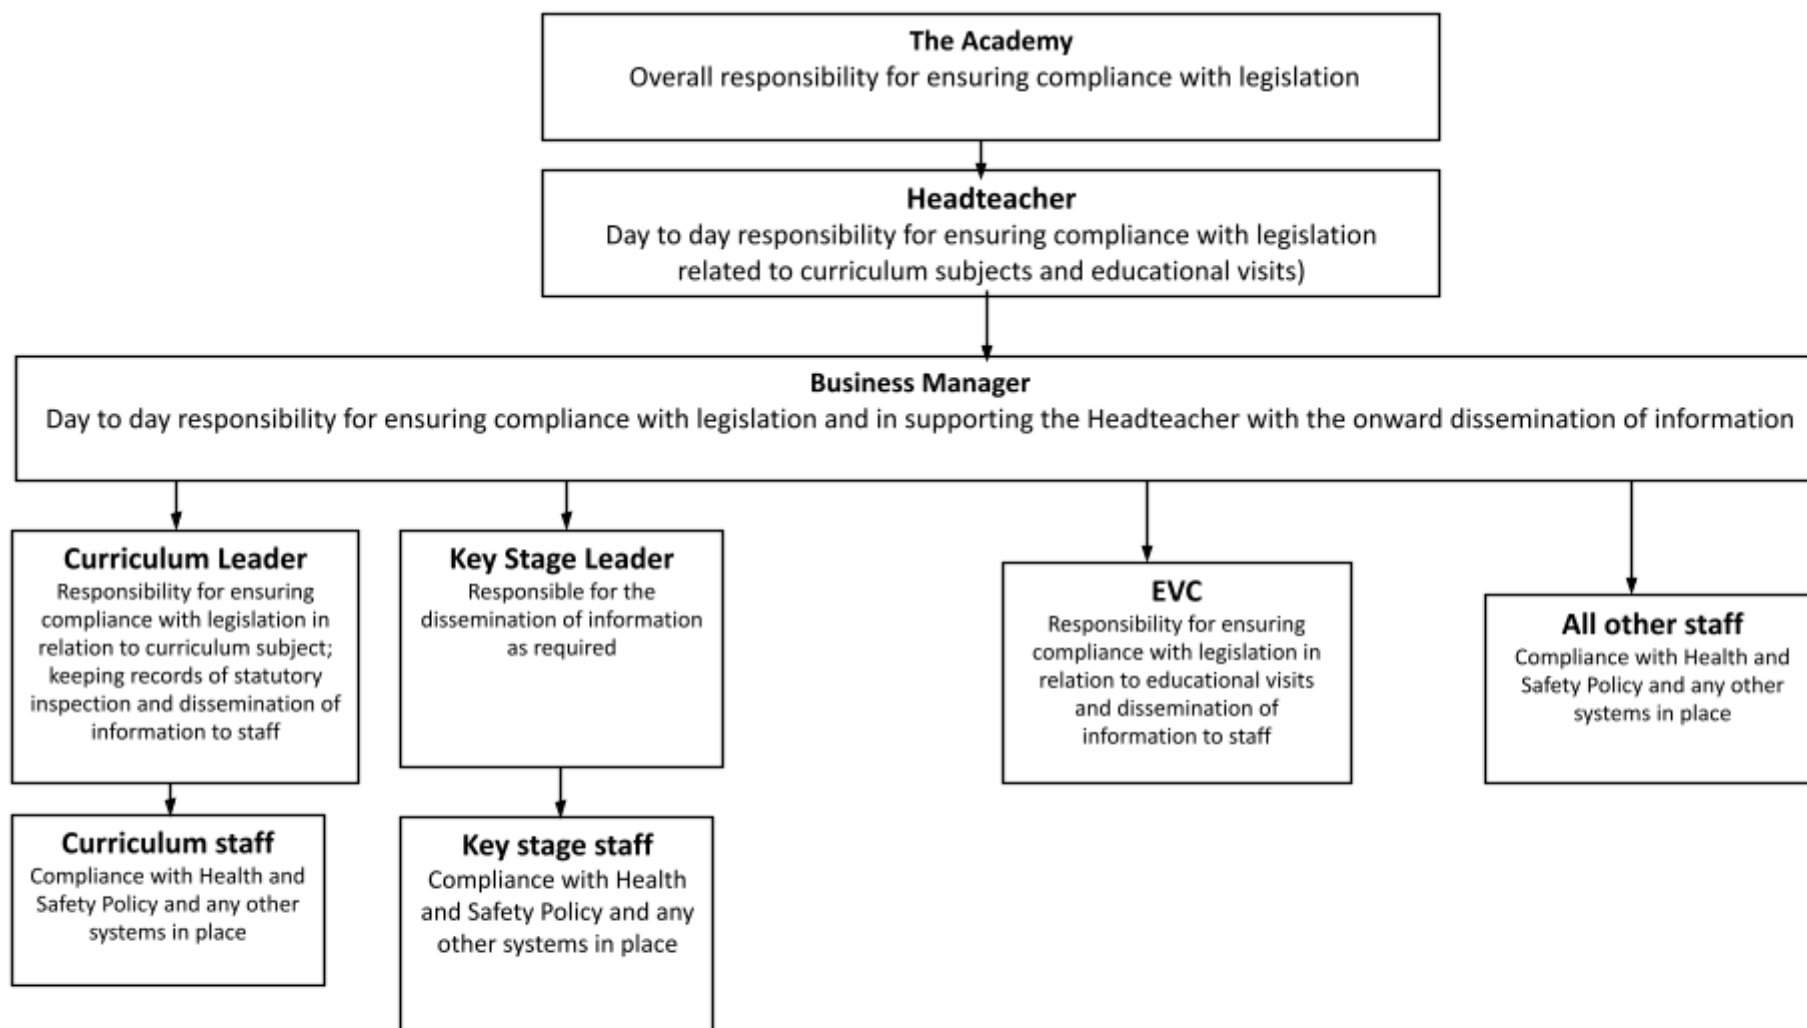 The Academy
Overall responsibility for ensuring compliance with legislation
Headteacher
Day to day responsibility for ensuring compliance with legislation
related to curriculum subjects and educational visits)
Business Manager
Day to day responsibility for ensuring compliance with legislation and in supporting the Headteacher with the onward dissemination of information
Curriculum Leader
Responsibility for ensuring
compliance with legislation in
relation to curriculum subject;
keeping records of statutory
inspection and dissemination of
information to staff
Key Stage Leader
Responsible for the
dissemination of information
as required
EVC
Responsibility for ensuring
compliance with legislation in
relation to educational visits
and dissemination of
information to staff
All other staff
Compliance with Health and
Safety Policy and any other
systems in place
Curriculum staff
Compliance with Health and
Safety Policy and any other
systems in place
Key stage staff
Compliance with Health
and Safety Policy and any
other systems in place